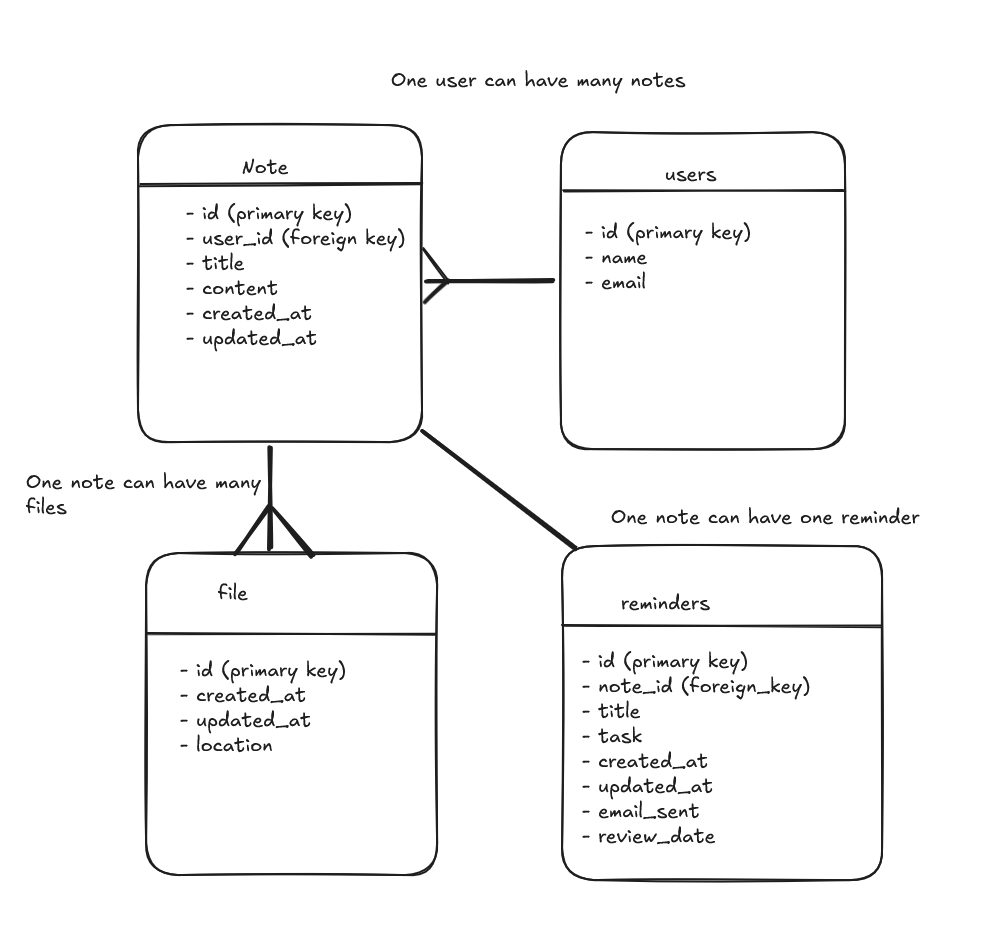 One user can have many notes
Note
- id (primary key)
- user_id (foreign key)
- title
- content
- created_at
- updated_at
users
- id (primary key)
- name
- email
One note can have many
files
file
- id (primary key)
- created_at
- updated_at
- location
One note can have one reminder
reminders
- id (primary key)
- note_id (foreign_key)
- title
- task
- created_at
- updated_at
- email_sent
- review_date